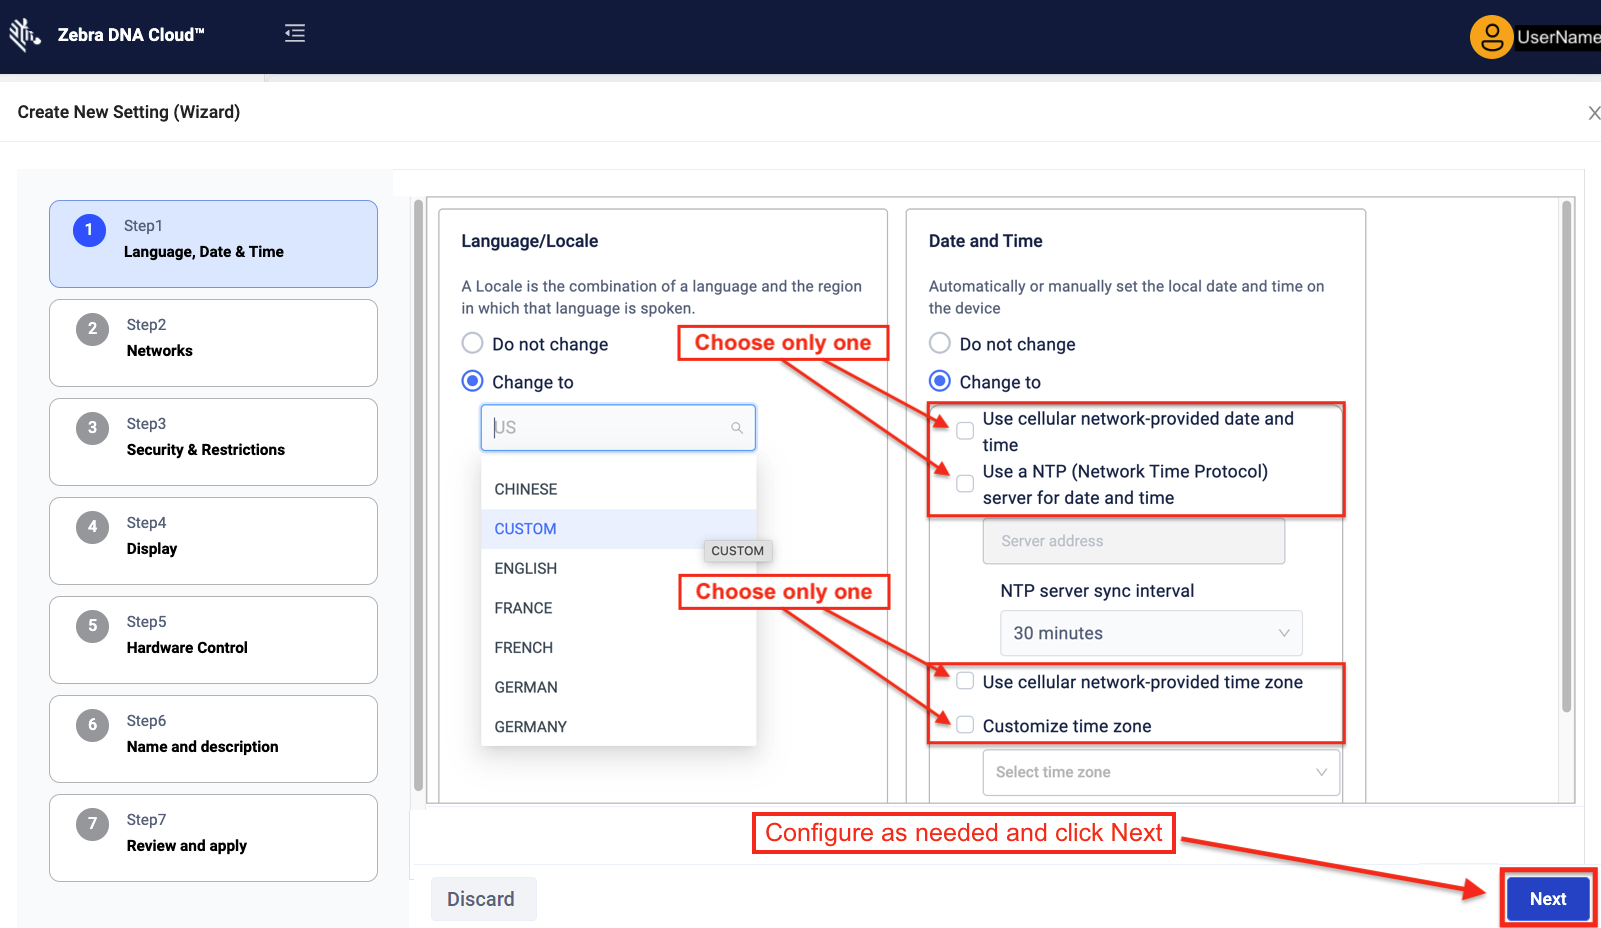 Zebra DNA Cloud™
UserName
Create New Setting (Wizard)
1
Step1
Language, Date & Time
2
Step2
Networks
3
Step3
Security & Restrictions
4
Step4
Display
5
Step5
Hardware Control
6
Step6
Name and description
7
Step7
Review and apply
Language/Locale
A Locale is the combination of a language and the region
in which that language is spoken.
Do not change
Change to
US
CHINESE
CUSTOM
CUSTOM
ENGLISH
FRANCE
FRENCH
GERMAN
GERMANY
Choose only one
Choose only one
Date and Time
Automatically or manually set the local date and time on
the device
Do not change
Change to
Use cellular network-provided date and
time
Use a NTP (Network Time Protocol)
server for date and time
Server address
NTP server sync interval
30 minutes
Use cellular network-provided time zone
Customize time zone
Select time zone
Configure as needed and click Next
Discard
Next